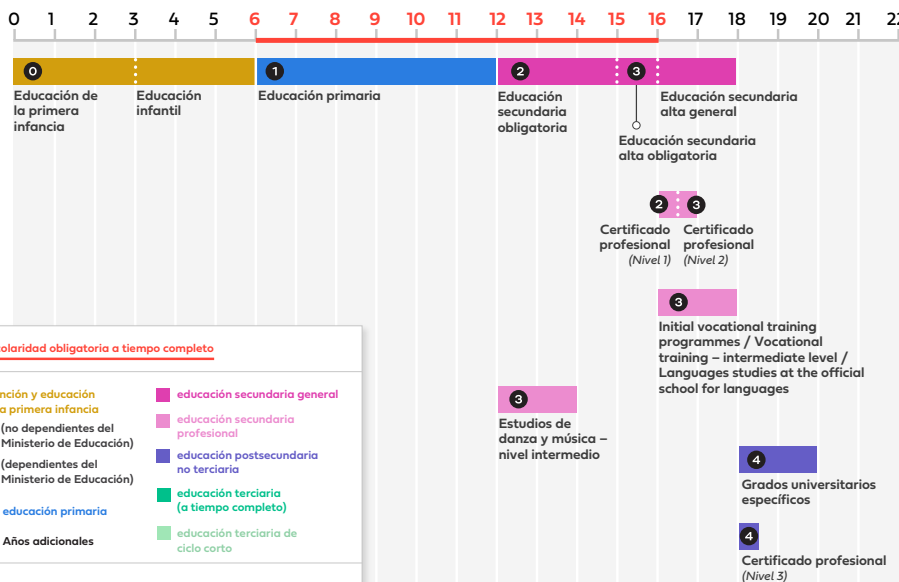 0 1 2 3 4 5 6 7 8 9 10 11 12 13 14 15 16 17 18 19 20 21
0 1 2 3
Educación de
la primera
infancia
Educación
infantil
Educación primaria
Educación
secundaria
obligatoria
Educación secundaria
alta general
Educación secundaria
alta obligatoria
2 3
Certificado
profesional
(Nivel 1)
Certificado
profesional
(Nivel 2)
3
Initial vocational training
programmes / Vocational
training – intermediate level /
Languages studies at the official
school for languages
3
Estudios de
danza y música –
nivel intermedio
4
Grados universitarios
específicos
4
Certificado profesional
(Nivel 3)
olaridad obligatoria a tiempo completo
nción y educación
a primera infancia
(no dependientes del
Ministerio de Educación)
(dependientes del
Ministerio de Educación)
educación primaria
Años adicionales
educación secundaria general
educación secundaria
profesional
educación postsecundaria
no terciaria
educación terciaria
(a tiempo completo)
educación terciaria de
ciclo corto